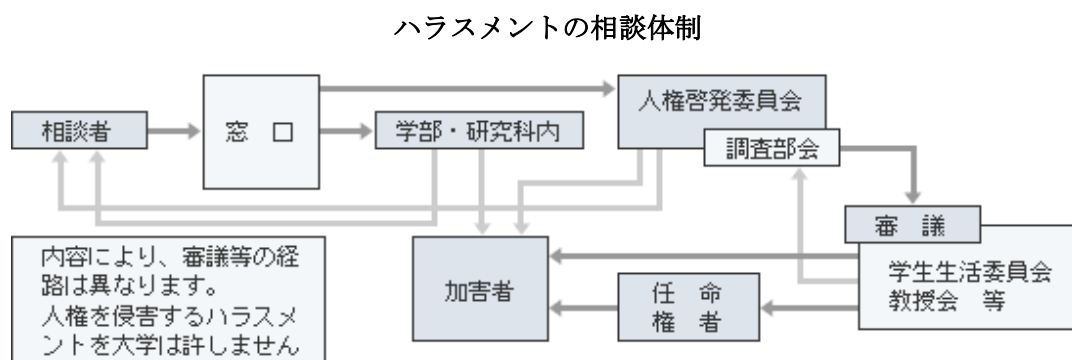 ハラスメントの相談体制
人権啓発委員会
相談者
窓 口
学部・研究科内
調査部会
審 議
内容により、審議等の経
路は異なります。
人権を侵害するハラスメ
ントを大学は許しません
加害者
任 命
権 者
学生生活委員会
教授会 等